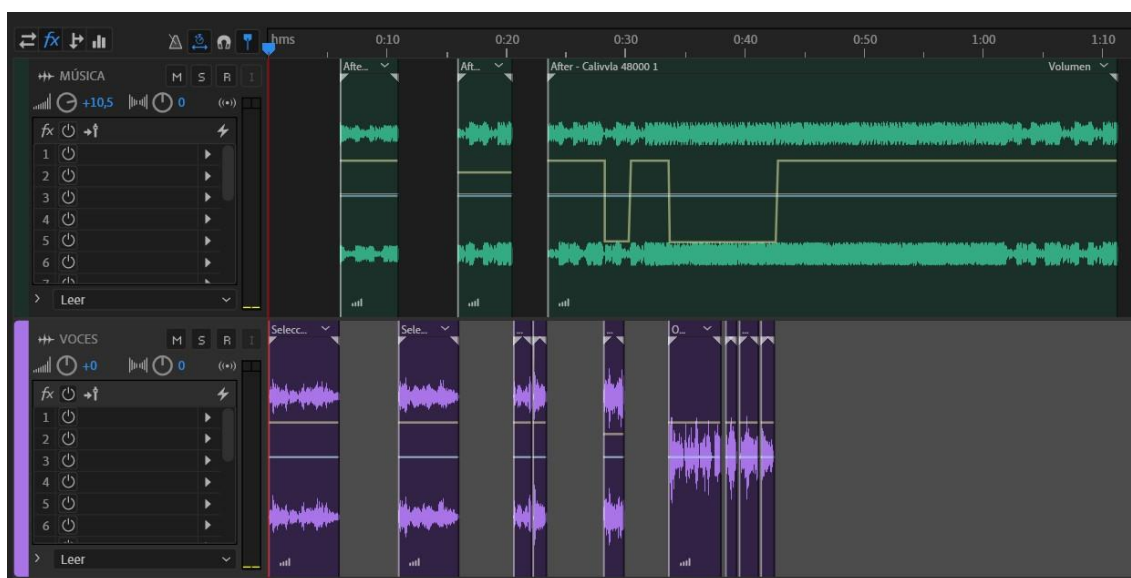 fx hms 0:10 0:20 0:30 0:40 0:50 1:00 1:10
MÚSICA M S R I Afte... Aft... After - Calivvla 48000 1 Volumen
+10,5 0
fx
1
2
3
4
5
6
7
Leer
VOCES M S R I Selecc... Sele... ... ... O... ...
+0 0
fx
1
2
3
4
5
6
Leer